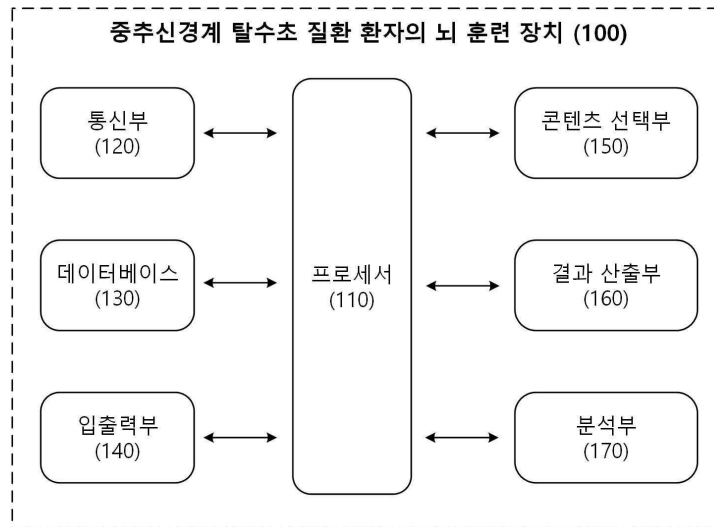 중추신경계 탈수초 질환 환자의 뇌 훈련 장치 (100)
통신부
(120)
데이터베이스
(130)
입출력부
(140)
프로세서
(110)
콘텐츠 선택부
(150)
결과 산출부
(160)
분석부
(170)